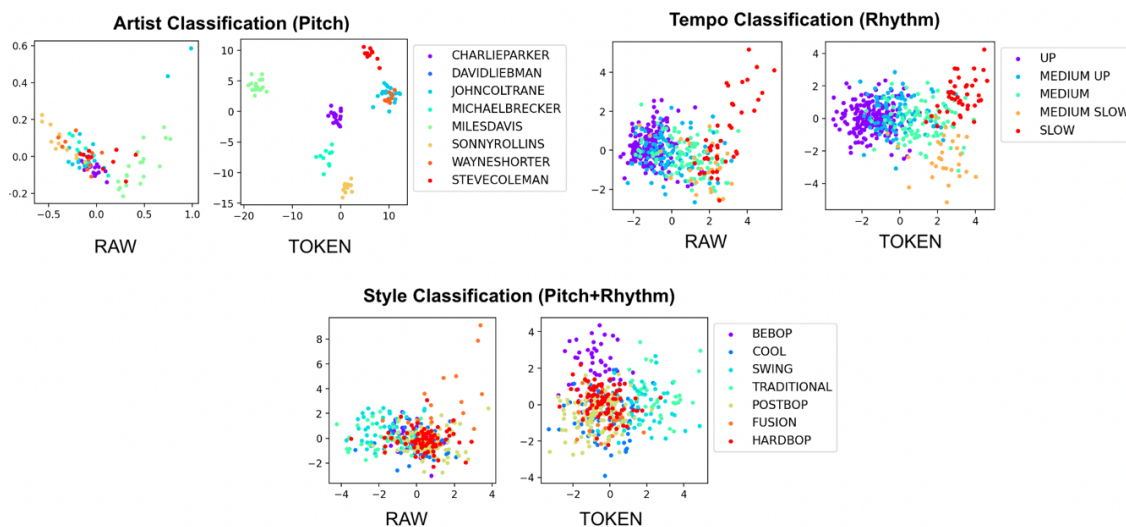 Artist Classification (Pitch)
0.6
0.4
0.2
0.0
-0.2
-0.5
0.0
0.5
1.0
RAW
10
5
0
-5
-10
-15
-20
-10
0
10
TOKEN
CHARLIEPARKER
DAVIDLIEBMAN
JOHNCOLTRANE
MICHAELBRECKER
MILESDAVIS
SONNYROLLINS
WAYNESHORTER
STEVECOLEMAN
Tempo Classification (Rhythm)
4
2
0
−2
−2
0
2
4
RAW
4
2
0
−2
−4
−2
0
2
4
TOKEN
UP
MEDIUM UP
MEDIUM
MEDIUM SLOW
SLOW
Style Classification (Pitch+Rhythm)
8
6
4
2
0
−2
−4
−2
0
2
4
RAW
4
2
0
−2
−4
−2
0
2
4
TOKEN
BEBOP
COOL
SWING
TRADITIONAL
POSTBOP
FUSION
HARDBOP